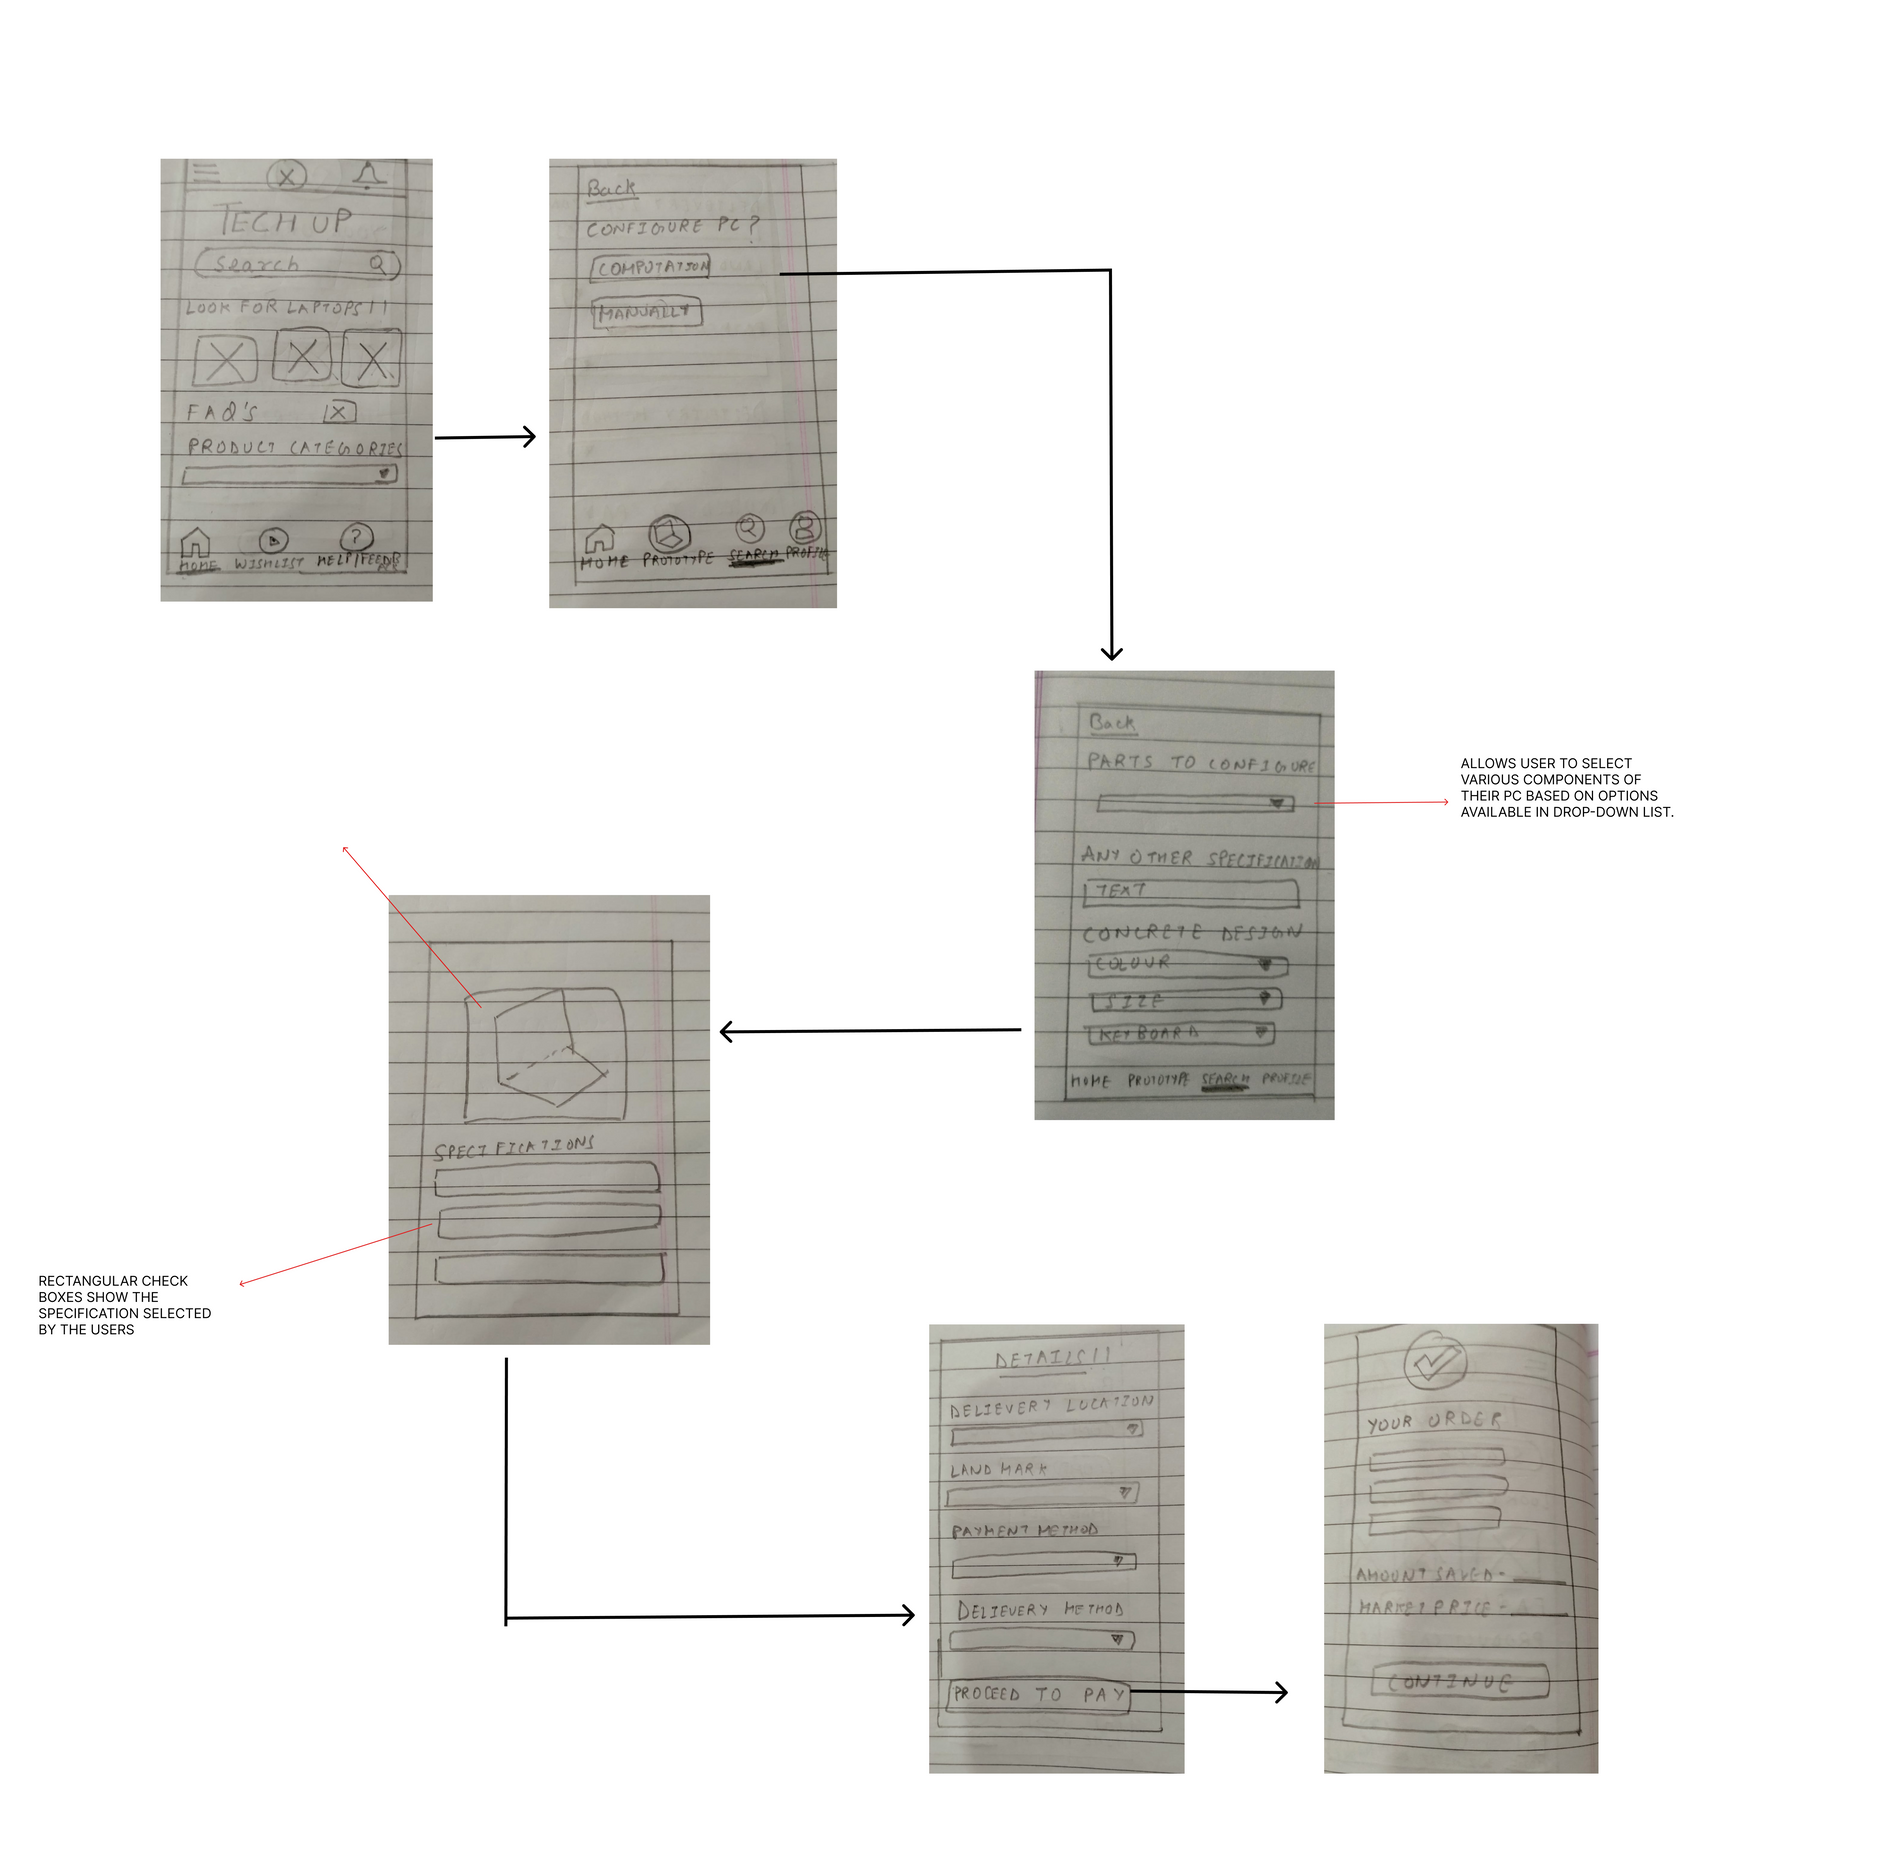 TECH UP
Search
LOOK FOR LAPTOPS!!
FAQ'S
PRODUCT CATEGORIES
HOME WISHLIST HELP/FEEDB
Back
CONFIGURE PC?
COMPUTATION
MANUALLY
HOME PROTOTYPE SEARCH PROFILE
Back
PARTS TO CONFIGURE
ANY OTHER SPECIFICATION
TEXT
CONCRETE DESIGN
COLOUR
SIZE
KEYBOARD
HOME PROTOTYPE SEARCH PROFILE
ALLOWS USER TO SELECT
VARIOUS COMPONENTS OF
THEIR PC BASED ON OPTIONS
AVAILABLE IN DROP-DOWN LIST.
SPECIFICATIONS
RECTANGULAR CHECK
BOXES SHOW THE
SPECIFICATION SELECTED
BY THE USERS
DETAILS!!
DELIEVERY LOCATION
LAND MARK
PAYMENT METHOD
DELIEVERY METHOD
PROCEED TO PAY
YOUR ORDER
AMOUNT SAVED-
MARKET PRICE -
CONTINUE